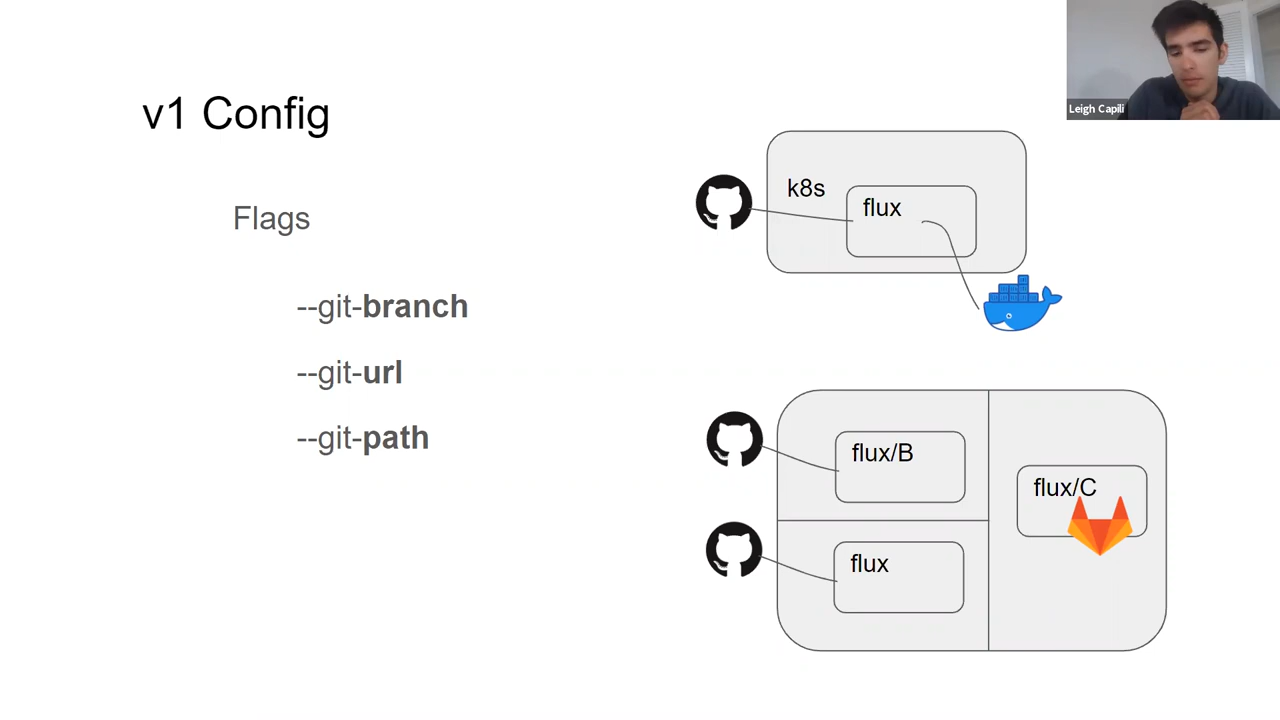 v1 Config
Flags
--git-branch
--git-url
--git-path
k8s
flux
flux/B
flux/C
flux
Leigh Capili